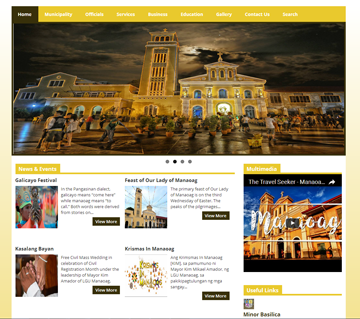 Home Municipality Officials Services Business Education Gallery Contact Us Search
News & Events
Galicayo Festival
In the Pangasinan dialect, galicayo means "come here" while manaoag means "to call." Both words were derived from stories on...
View More
Feast of Our Lady of Manaoag
The primary feast of Our Lady of Manaoag is on the third Wednesday of Easter. The peaks of the pilgrimages...
View More
Kasalang Bayan
Free Civil Mass Wedding in celebration of Civil Registration Month under the leadership of Mayor Kim Amador of LGU Manaoag.
View More
Krismas In Manaoag
Ang Krihsmas in Manaoag (KIM), sa pamumuno ni Mayor Kim Mikael Amador, ng LGU Manaoag, sa pakikipagtulungan ng mga sangay...
View More
Multimedia
The Travel Seeker - Manaoa...
Manaoag
Useful Links
Minor Basilica